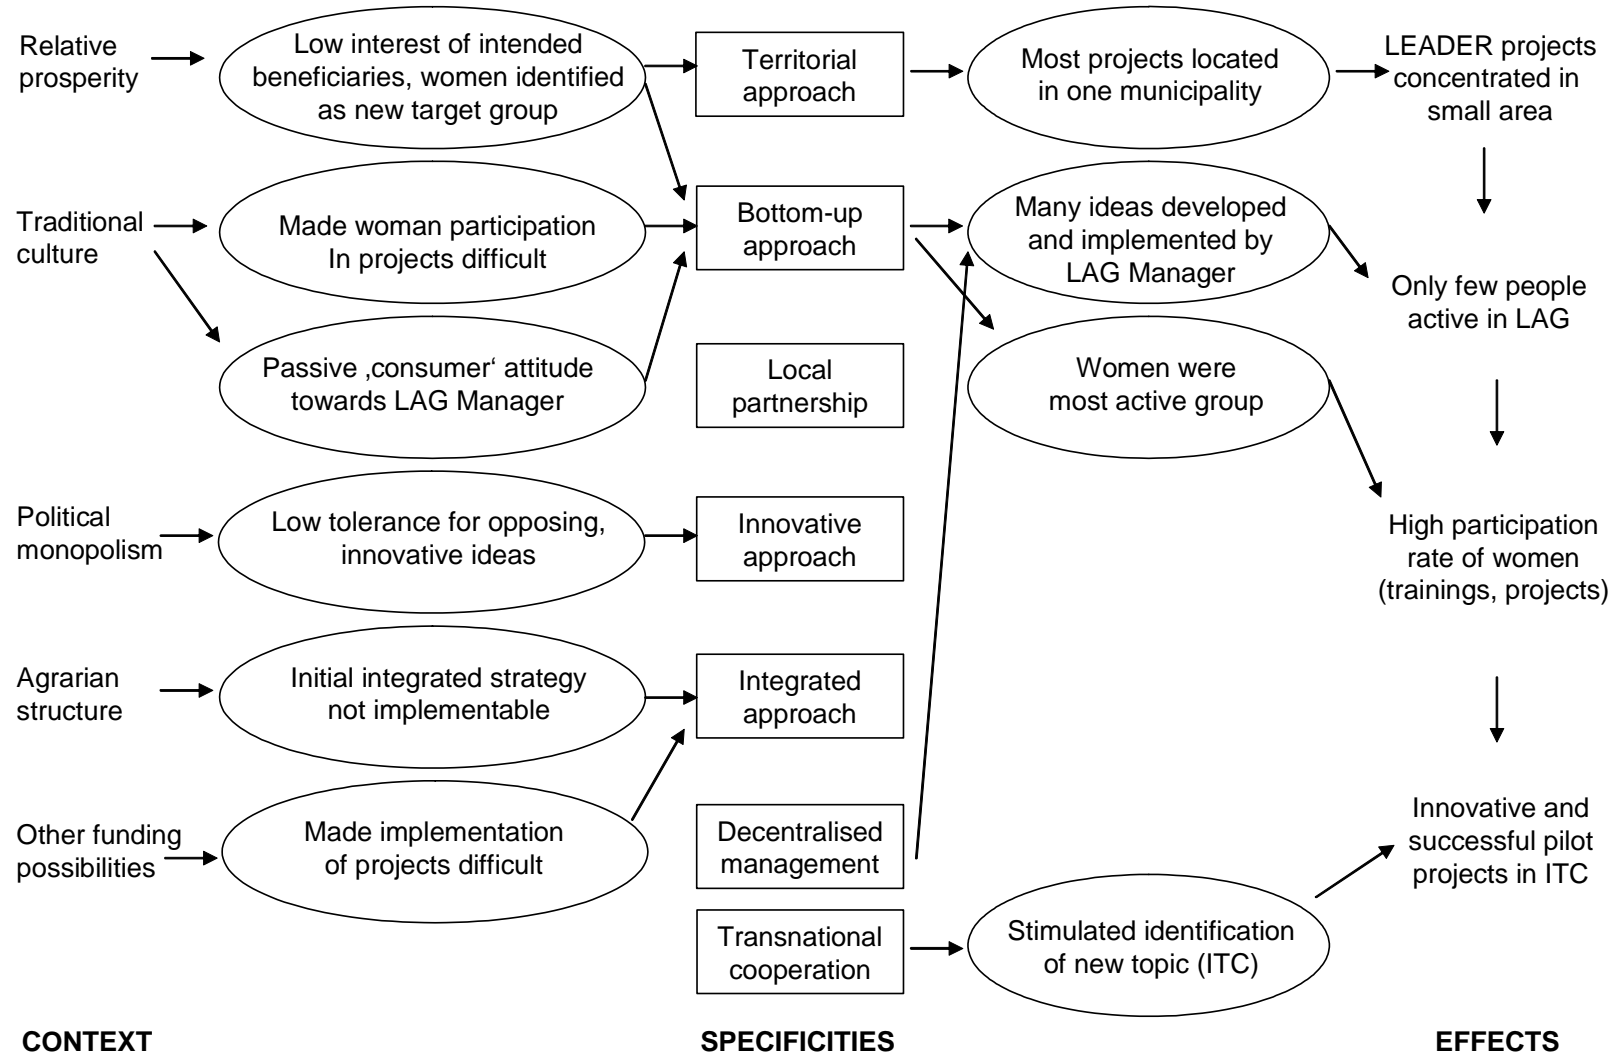 Relative
prosperity
Low interest of intended
beneficiaries, women identified
as new target group
Territorial
approach
Most projects located
in one municipality
LEADER projects
concentrated in
small area
Traditional
culture
Made woman participation
In projects difficult
Bottom-up
approach
Many ideas developed
and implemented by
LAG Manager
Only few people
active in LAG
Passive ‚consumer‘ attitude
towards LAG Manager
Local
partnership
Women were
most active group
Political
monopolism
Low tolerance for opposing,
innovative ideas
Innovative
approach
High participation
rate of women
(trainings, projects)
Agrarian
structure
Initial integrated strategy
not implementable
Integrated
approach
Other funding
possibilities
Made implementation
of projects difficult
Decentralised
management
Innovative and
successful pilot
projects in ITC
Transnational
cooperation
Stimulated identification
of new topic (ITC)
CONTEXT
SPECIFICITIES
EFFECTS